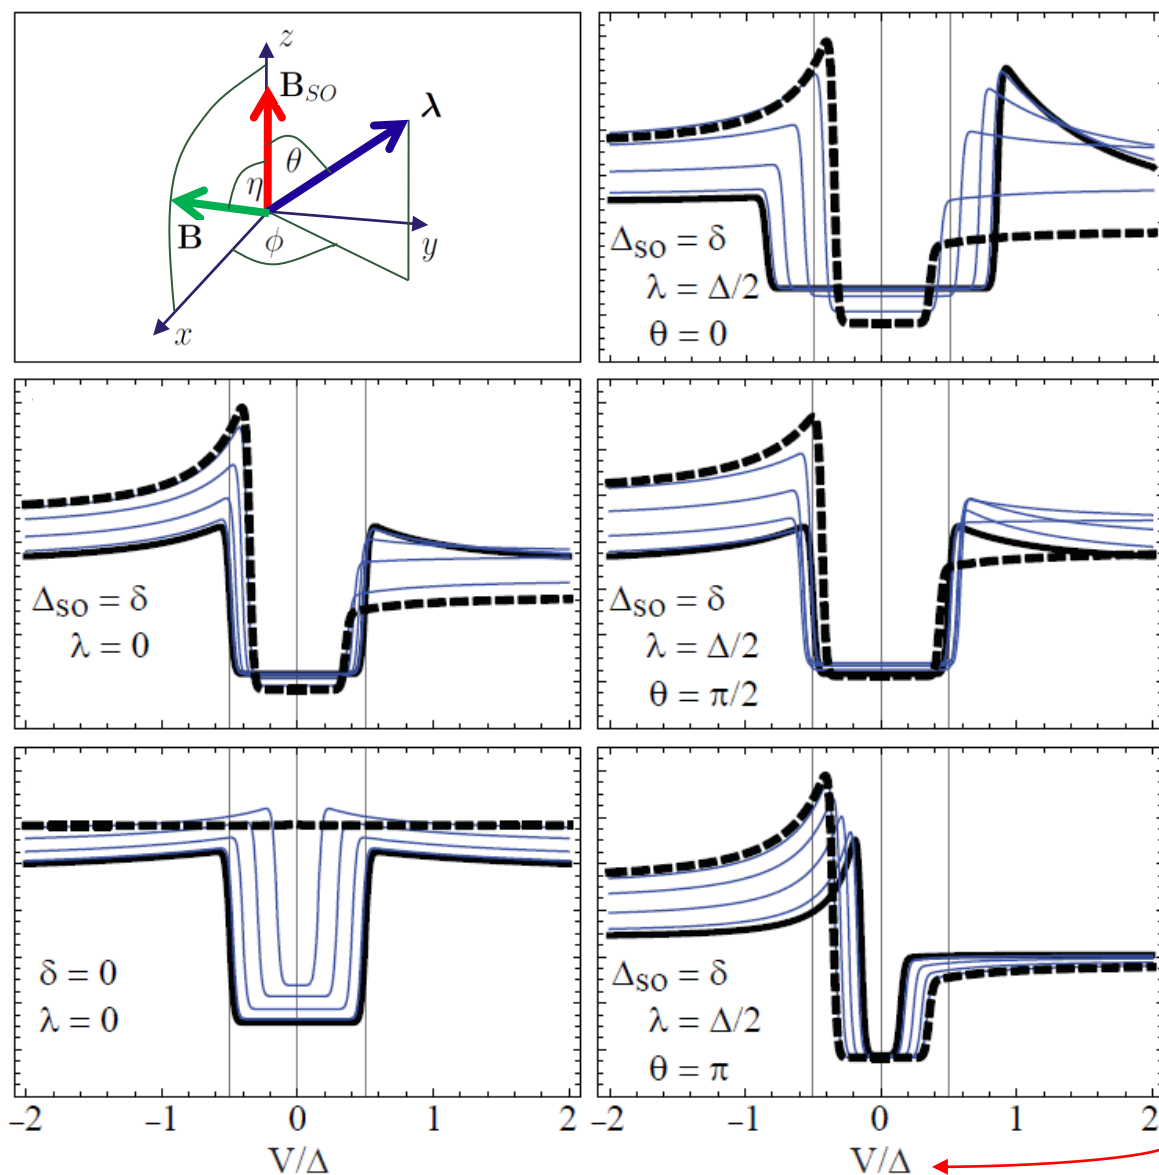 z
B_SO
λ
θ
η
B
ϕ
y
x
Δ_SO = δ
λ = Δ/2
θ = 0
Δ_SO = δ
λ = 0
Δ_SO = δ
λ = Δ/2
θ = π/2
δ = 0
λ = 0
Δ_SO = δ
λ = Δ/2
θ = π
−2 −1 0 1 2
V/Δ
−2 −1 0 1 2
V/Δ